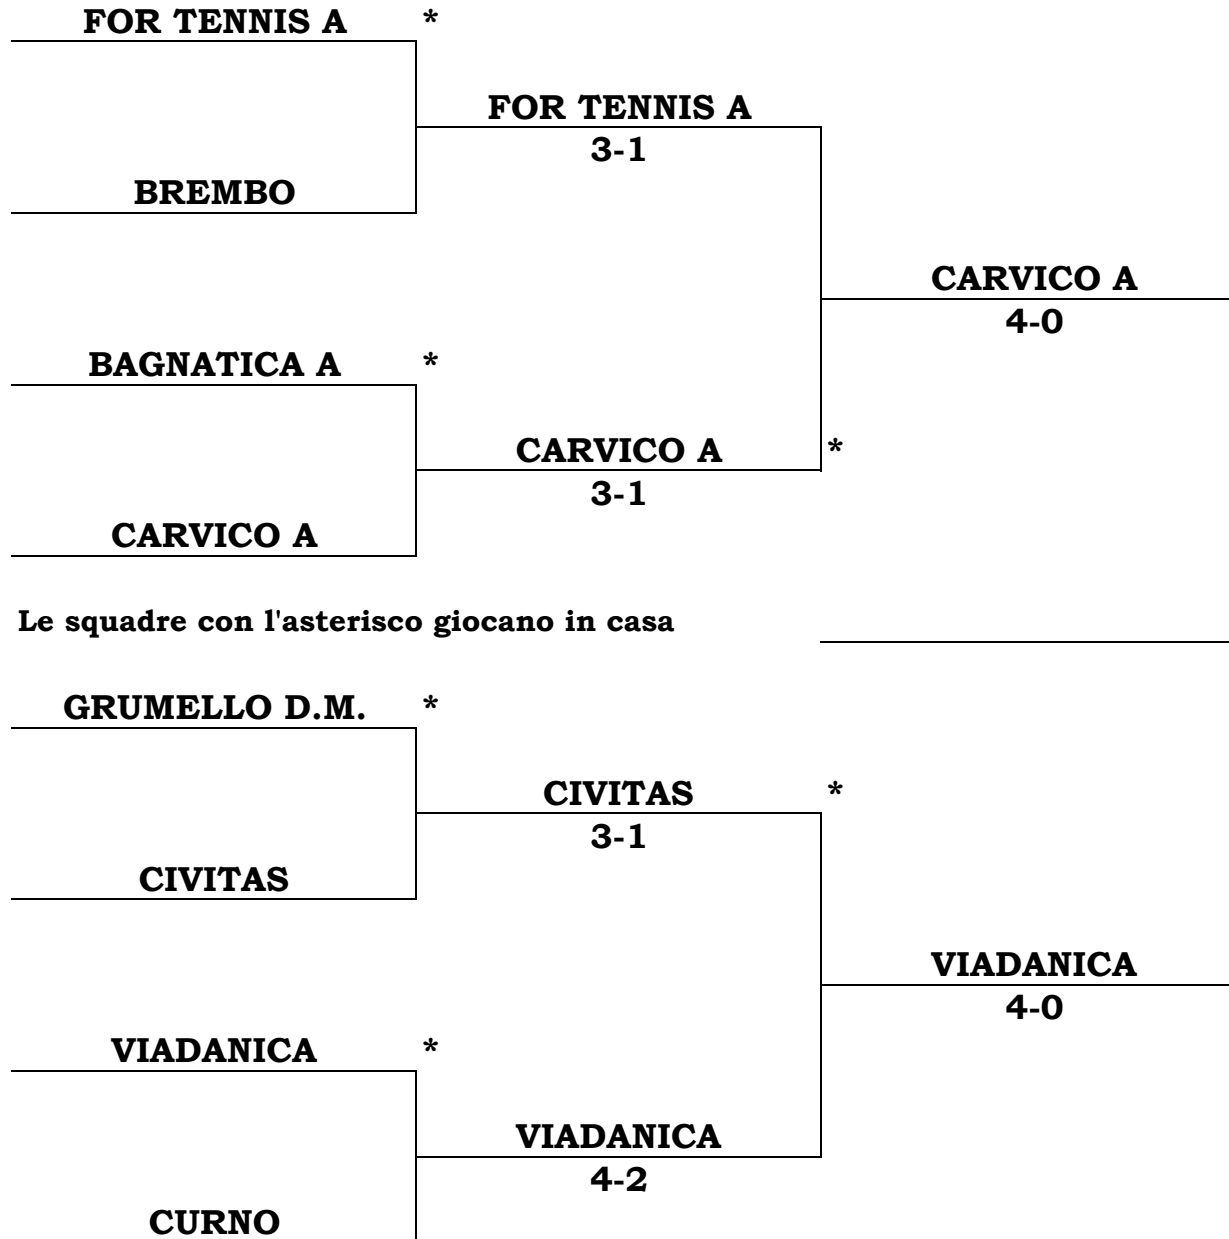 FOR TENNIS A *
FOR TENNIS A
3-1
BREMBO
CARVICO A
4-0
BAGNATICA A *
CARVICO A *
3-1
CARVICO A
Le squadre con l'asterisco giocano in casa
GRUMELLO D.M. *
CIVITAS *
3-1
CIVITAS
VIADANICA
4-0
VIADANICA *
VIADANICA
4-2
CURNO